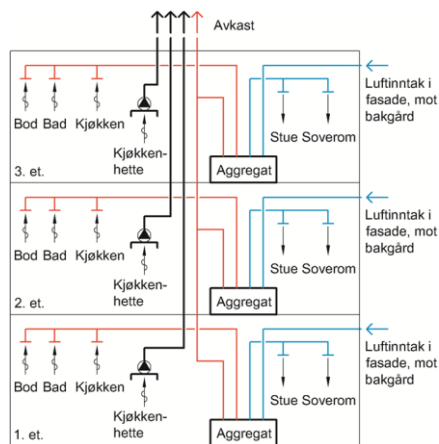 Avkast
Luftinntak i
fasade, mot
bakgård
Bod Bad Kjøkken
Kjøkken-
hette
Stue Soverom
Aggregat
3. et.
Luftinntak i
fasade, mot
bakgård
Bod Bad Kjøkken
Kjøkken-
hette
Stue Soverom
Aggregat
2. et.
Luftinntak i
fasade, mot
bakgård
Bod Bad Kjøkken
Kjøkken-
hette
Stue Soverom
Aggregat
1. et.